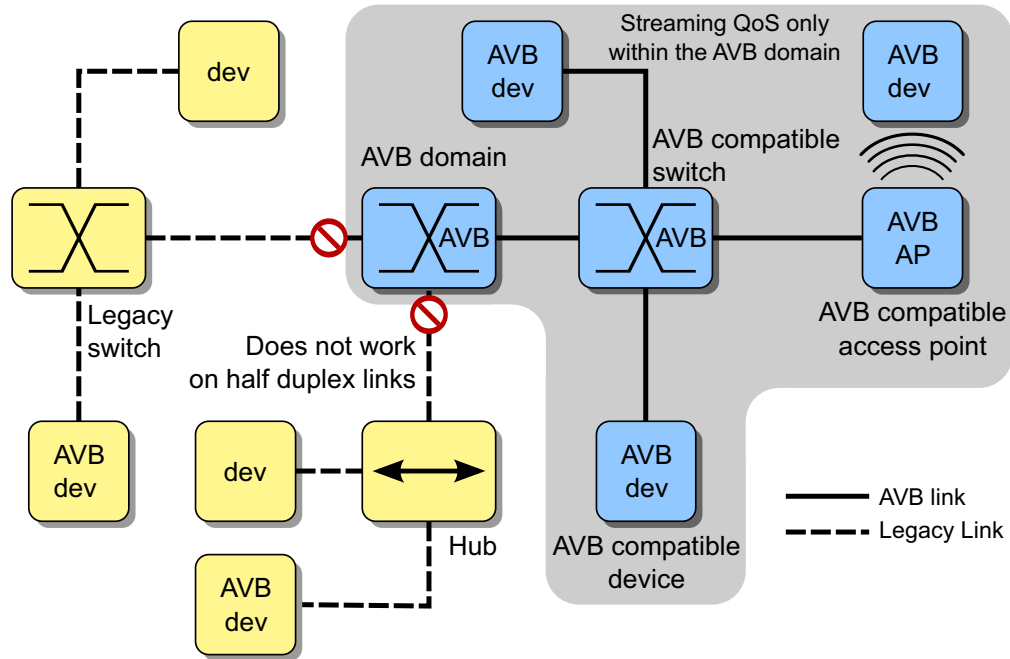 Streaming QoS only
within the AVB domain
dev
AVB
dev
AVB
dev
AVB domain
AVB compatible
switch
AVB
AVB
AVB
AP
Legacy
switch
Does not work
on half duplex links
AVB compatible
access point
AVB
dev
dev
AVB
dev
Hub
AVB compatible
device
AVB link
Legacy Link
AVB
dev